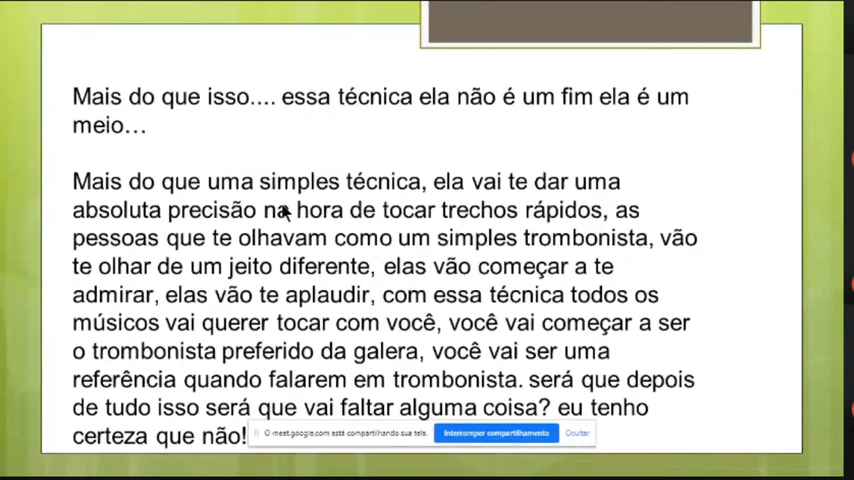 Mais do que isso.... essa técnica ela não é um fim ela é um
meio...
Mais do que uma simples técnica, ela vai te dar uma
absoluta precisão na hora de tocar trechos rápidos, as
pessoas que te olhavam como um simples trombonista, vão
te olhar de um jeito diferente, elas vão começar a te
admirar, elas vão te aplaudir, com essa técnica todos os
músicos vai querer tocar com você, você vai começar a ser
o trombonista preferido da galera, você vai ser uma
referência quando falarem em trombonista. será que depois
de tudo isso será que vai faltar alguma coisa? eu tenho
certeza que não!
O meet.google.com está compartilhando sua tela. Interromper compartilhamento Ocultar